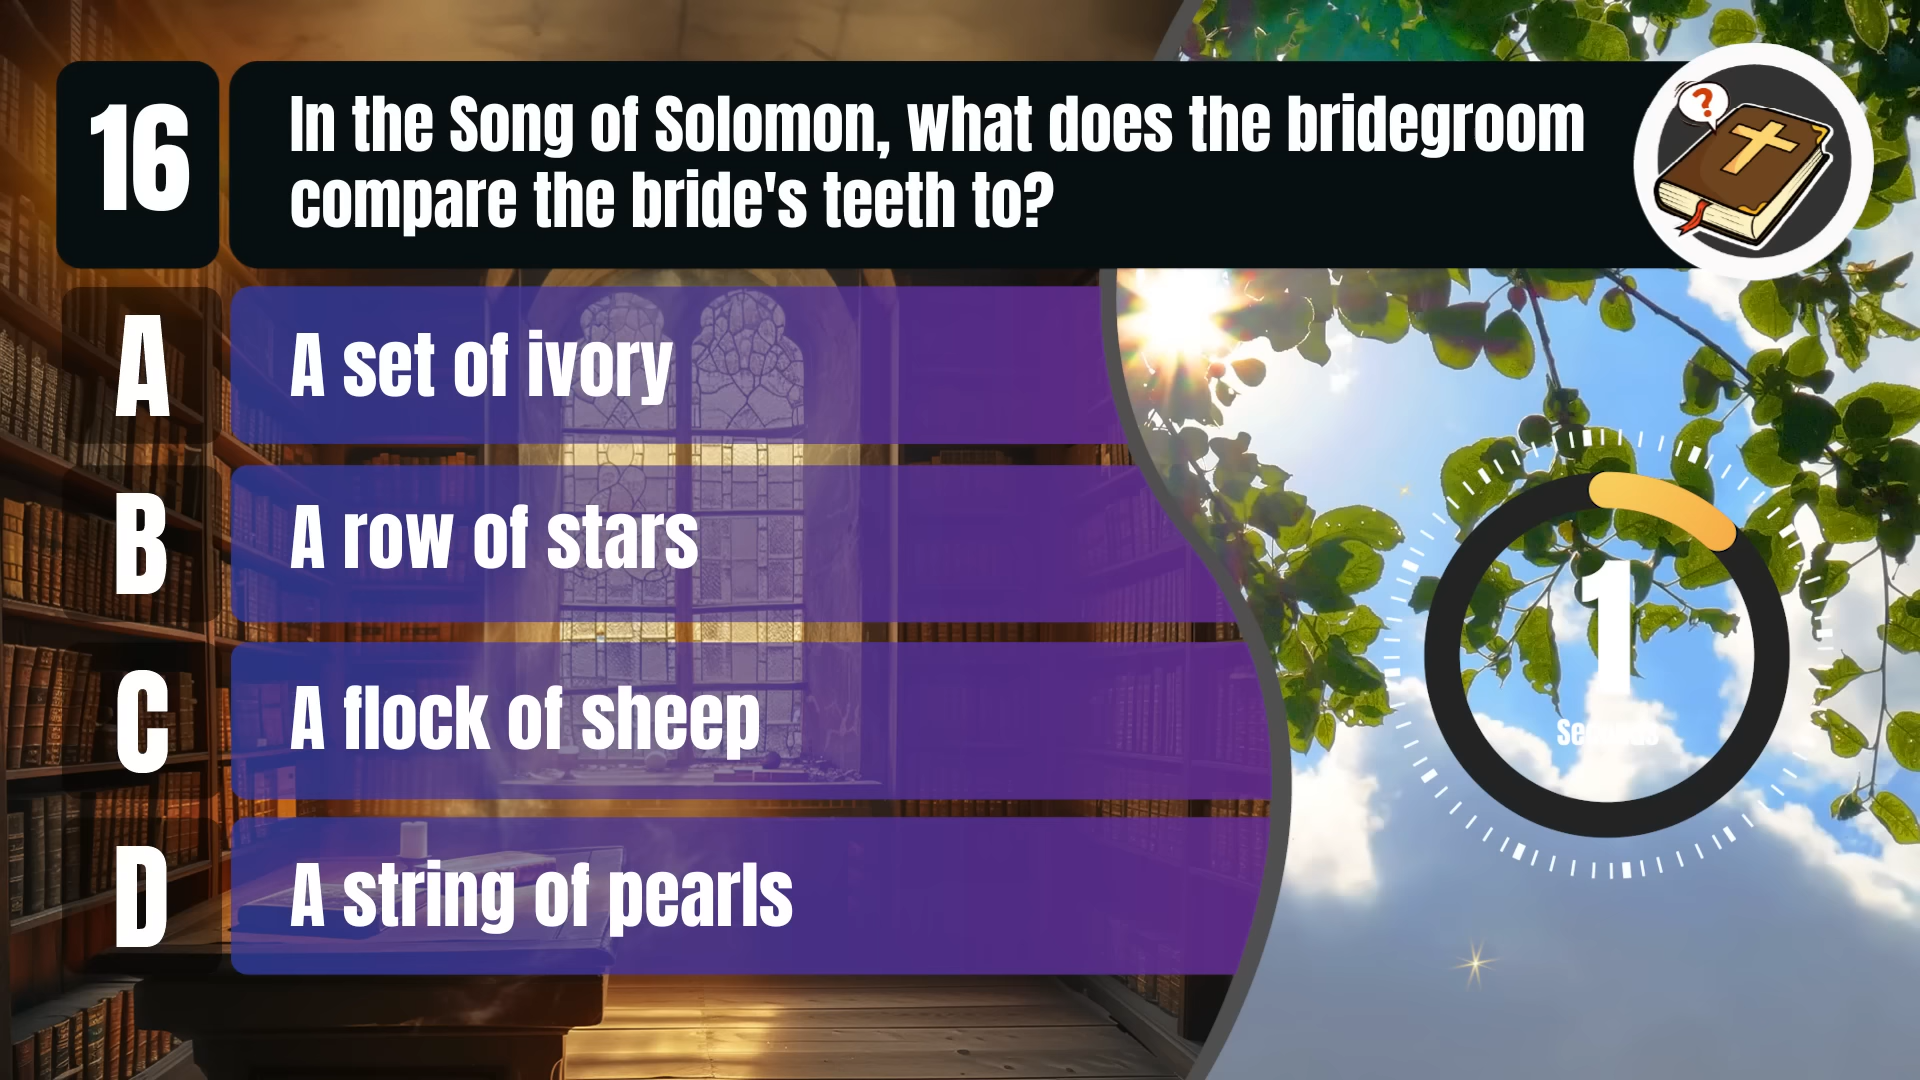 16
In the Song of Solomon, what does the bridegroom
compare the bride's teeth to?
?
A
A set of ivory
B
A row of stars
C
A flock of sheep
D
A string of pearls
1
Seconds